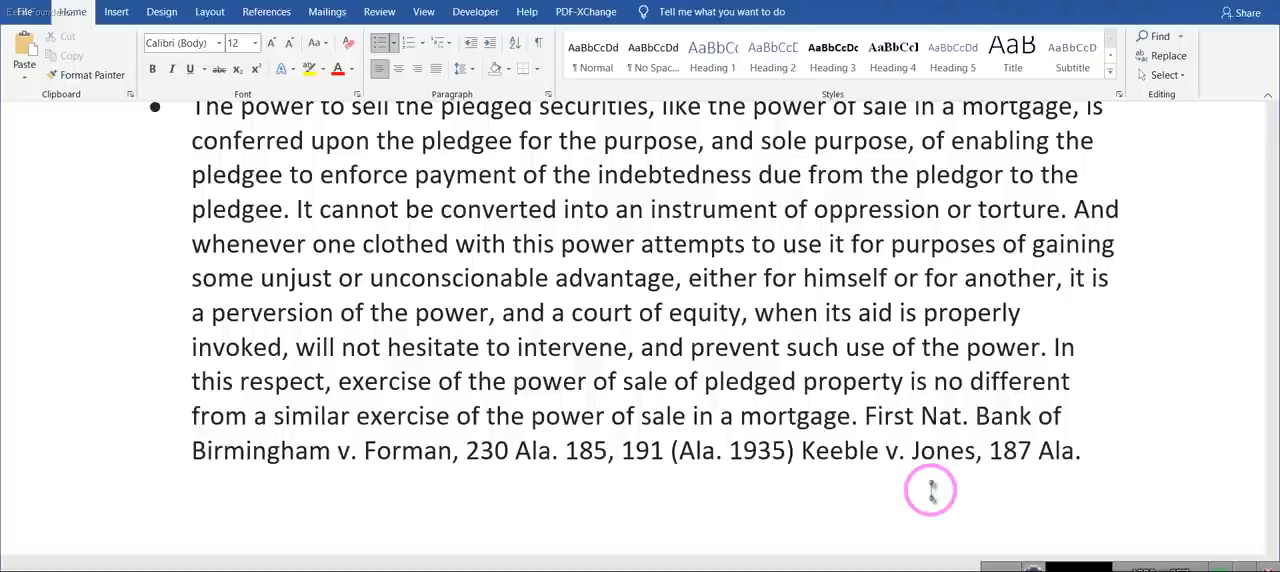 File Home Insert Design Layout References Mailings Review View Developer Help PDF-XChange Tell me what you want to do Share
Paste
Cut
Copy
Format Painter
Clipboard
Calibri (Body) 12
Font
Paragraph
AaBbCcDd AaBbCcDd AaBbCc AaBbCcD AaBbCcDc AaBbCcI AaBbCcDd AaB AaBbCcDd
¶ Normal ¶ No Spac... Heading 1 Heading 2 Heading 3 Heading 4 Heading 5 Title Subtitle
Styles
Find
Replace
Select
Editing
The power to sell the pledged securities, like the power of sale in a mortgage, is
conferred upon the pledgee for the purpose, and sole purpose, of enabling the
pledgee to enforce payment of the indebtedness due from the pledgor to the
pledgee. It cannot be converted into an instrument of oppression or torture. And
whenever one clothed with this power attempts to use it for purposes of gaining
some unjust or unconscionable advantage, either for himself or for another, it is
a perversion of the power, and a court of equity, when its aid is properly
invoked, will not hesitate to intervene, and prevent such use of the power. In
this respect, exercise of the power of sale of pledged property is no different
from a similar exercise of the power of sale in a mortgage. First Nat. Bank of
Birmingham v. Forman, 230 Ala. 185, 191 (Ala. 1935) Keeble v. Jones, 187 Ala.